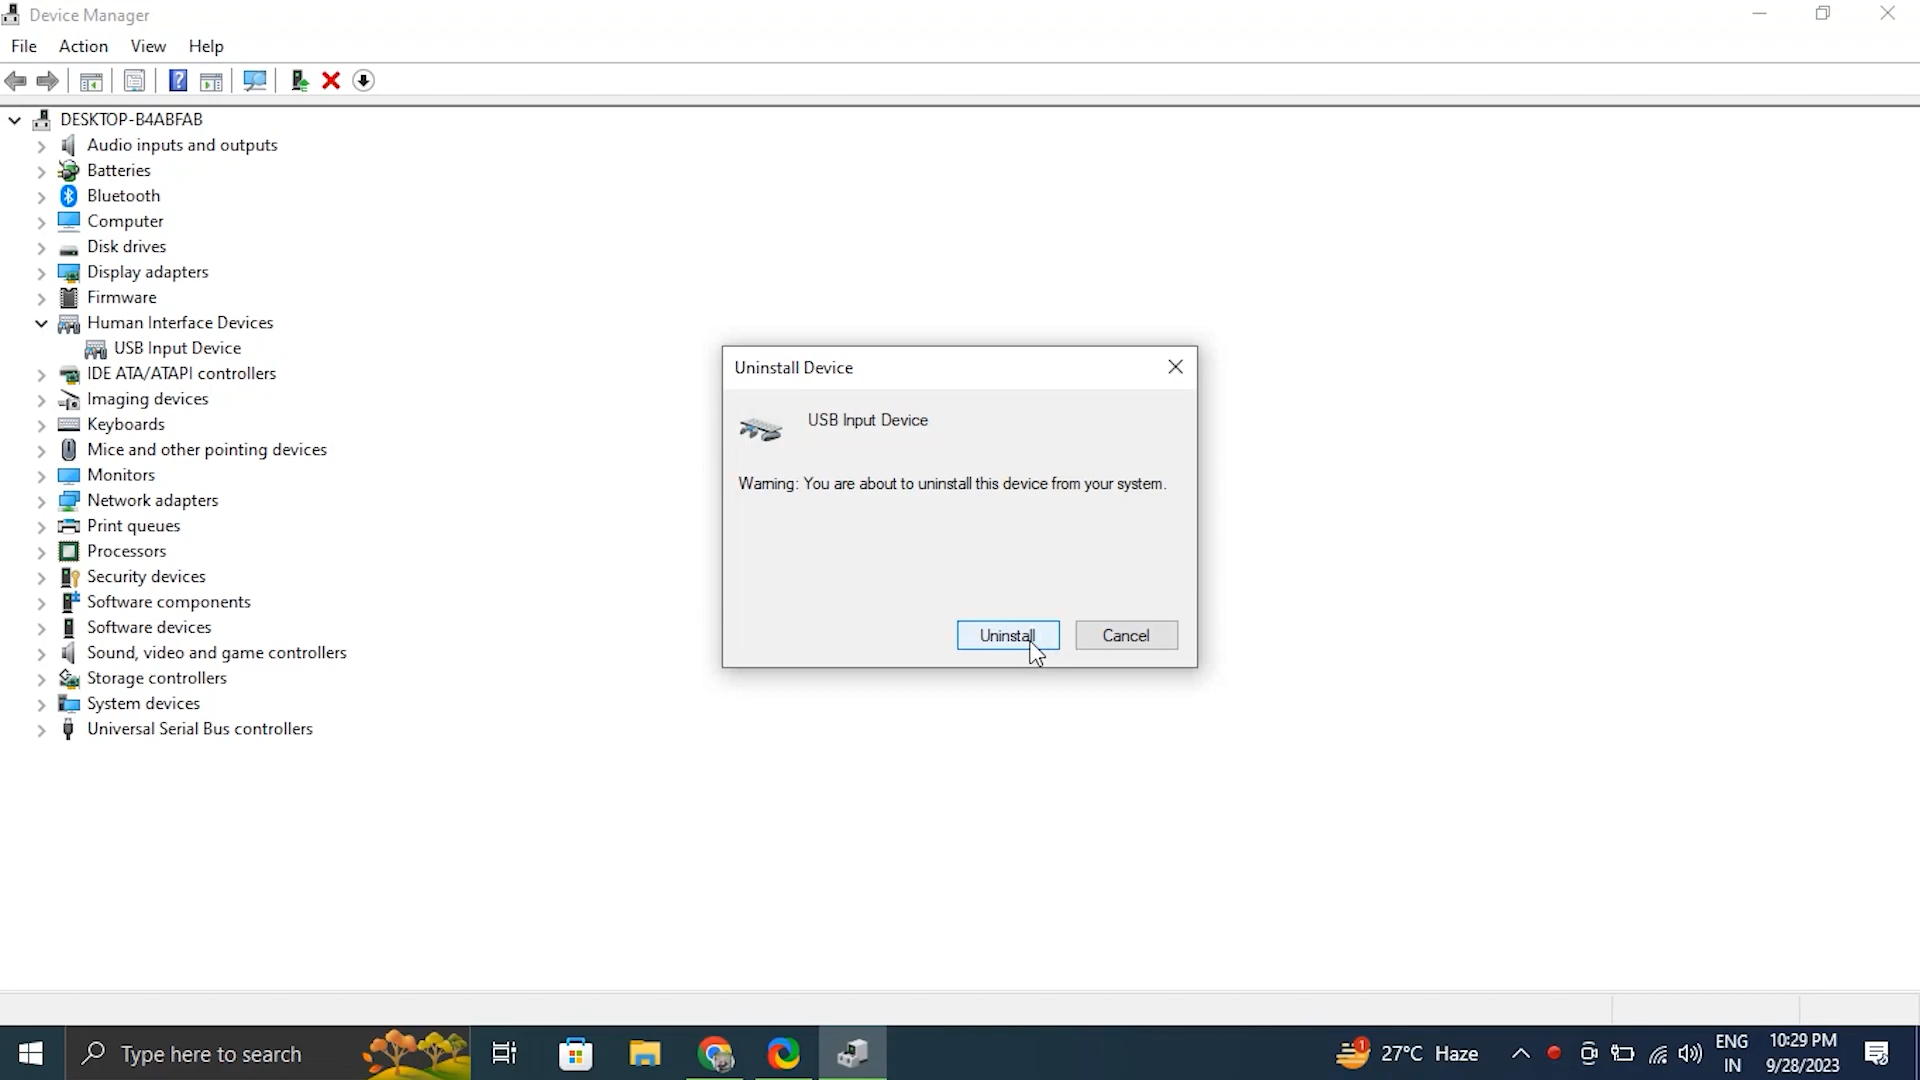 Device Manager
File Action View Help
DESKTOP-B4ABFAB
Audio inputs and outputs
Batteries
Bluetooth
Computer
Disk drives
Display adapters
Firmware
Human Interface Devices
USB Input Device
IDE ATA/ATAPI controllers
Imaging devices
Keyboards
Mice and other pointing devices
Monitors
Network adapters
Print queues
Processors
Security devices
Software components
Software devices
Sound, video and game controllers
Storage controllers
System devices
Universal Serial Bus controllers
Uninstall Device
USB Input Device
Warning: You are about to uninstall this device from your system.
Uninstall Cancel
Type here to search
1
27°C Haze
ENG
IN
10:29 PM
9/28/2023